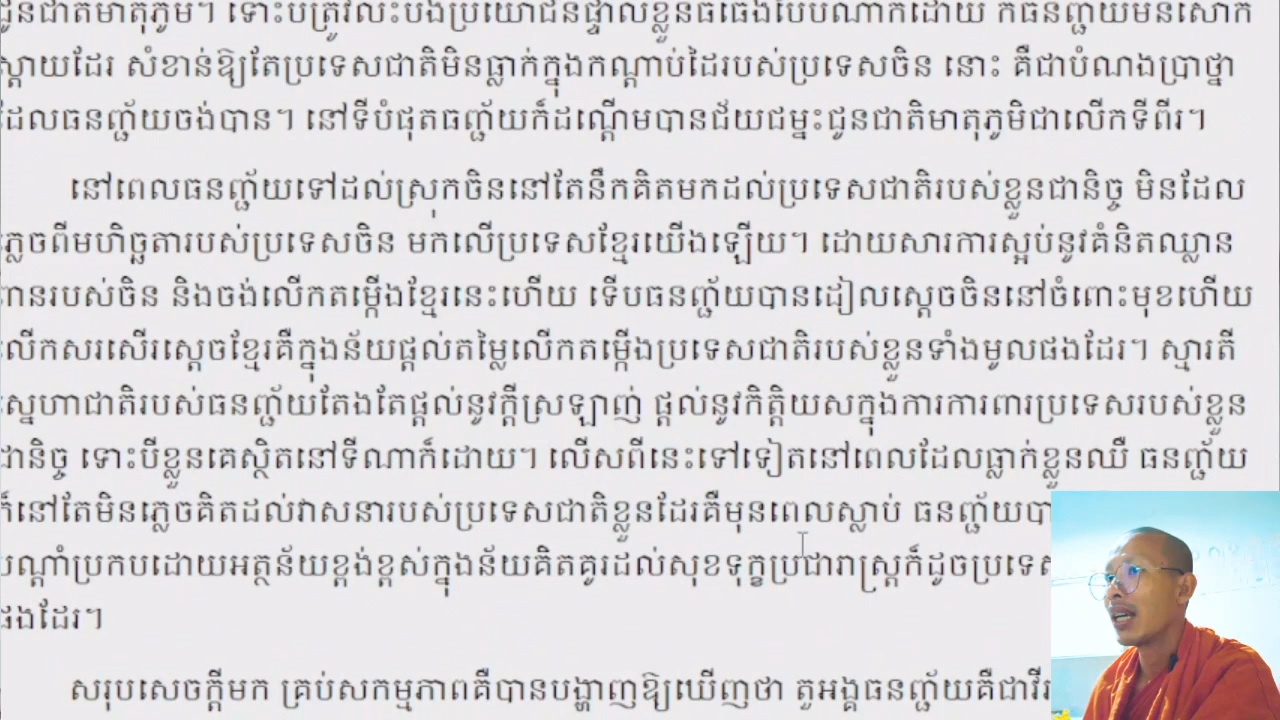 ជូនជាតិមាតុភូមិ។ ទោះបីត្រូវលះបង់ប្រយោជន៍ផ្ទាល់ខ្លួនធំធេងបែបណាក៏ដោយ ក៏ធនញ្ជ័យមិនសោក
ស្តាយដែរ សំខាន់ឱ្យតែប្រទេសជាតិមិនធ្លាក់ក្នុងកណ្តាប់ដៃរបស់ប្រទេសចិន នោះ គឺជាបំណងប្រាថ្នា
ដែលធនញ្ជ័យចង់បាន។ នៅទីបំផុតធញ្ជ័យក៏ដណ្តើមបានជ័យជម្នះជូនជាតិមាតុភូមិជាលើកទីពីរ។
នៅពេលធនញ្ជ័យទៅដល់ស្រុកចិននៅតែនឹកគិតមកដល់ប្រទេសជាតិរបស់ខ្លួនជានិច្ច មិនដែល
ភ្លេចពីមហិច្ឆតារបស់ប្រទេសចិន មកលើប្រទេសខ្មែរយើងឡើយ។ ដោយសារការស្អប់នូវគំនិតឈ្លាន
ពានរបស់ចិន និងចង់លើកតម្កើងខ្មែរនេះហើយ ទើបធនញ្ជ័យបានដៀលស្តេចចិននៅចំពោះមុខហើយ
លើកសរសើរស្តេចខ្មែរគឺក្នុងន័យផ្តល់តម្លៃលើកតម្កើងប្រទេសជាតិរបស់ខ្លួនទាំងមូលផងដែរ។ ស្មារតី
ស្នេហាជាតិរបស់ធនញ្ជ័យតែងតែផ្តល់នូវក្តីស្រឡាញ់ ផ្តល់នូវកិត្តិយសក្នុងការការពារប្រទេសរបស់ខ្លួន
ជានិច្ច ទោះបីខ្លួនគេស្ថិតនៅទីណាក៏ដោយ។ លើសពីនេះទៅទៀតនៅពេលដែលធ្លាក់ខ្លួនឈឺ ធនញ្ជ័យ
ក៏នៅតែមិនភ្លេចគិតដល់វាសនារបស់ប្រទេសជាតិខ្លួនដែរគឺមុនពេលស្លាប់ ធនញ្ជ័យបា
បណ្តាំប្រកបដោយអត្ថន័យខ្ពង់ខ្ពស់ក្នុងន័យគិតគូរដល់សុខទុក្ខប្រជារាស្ត្រក៏ដូចប្រទេស
ផងដែរ។
សរុបសេចក្តីមក គ្រប់សកម្មភាពគឺបានបង្ហាញឱ្យឃើញថា តួអង្គធនញ្ជ័យគឺជាវីរ